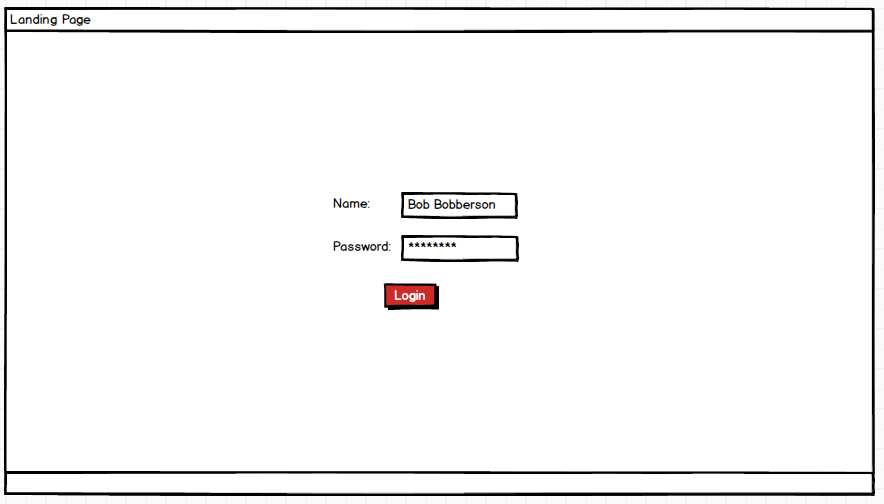 Landing Page
Name: Bob Bobberson
Password: ********
Login